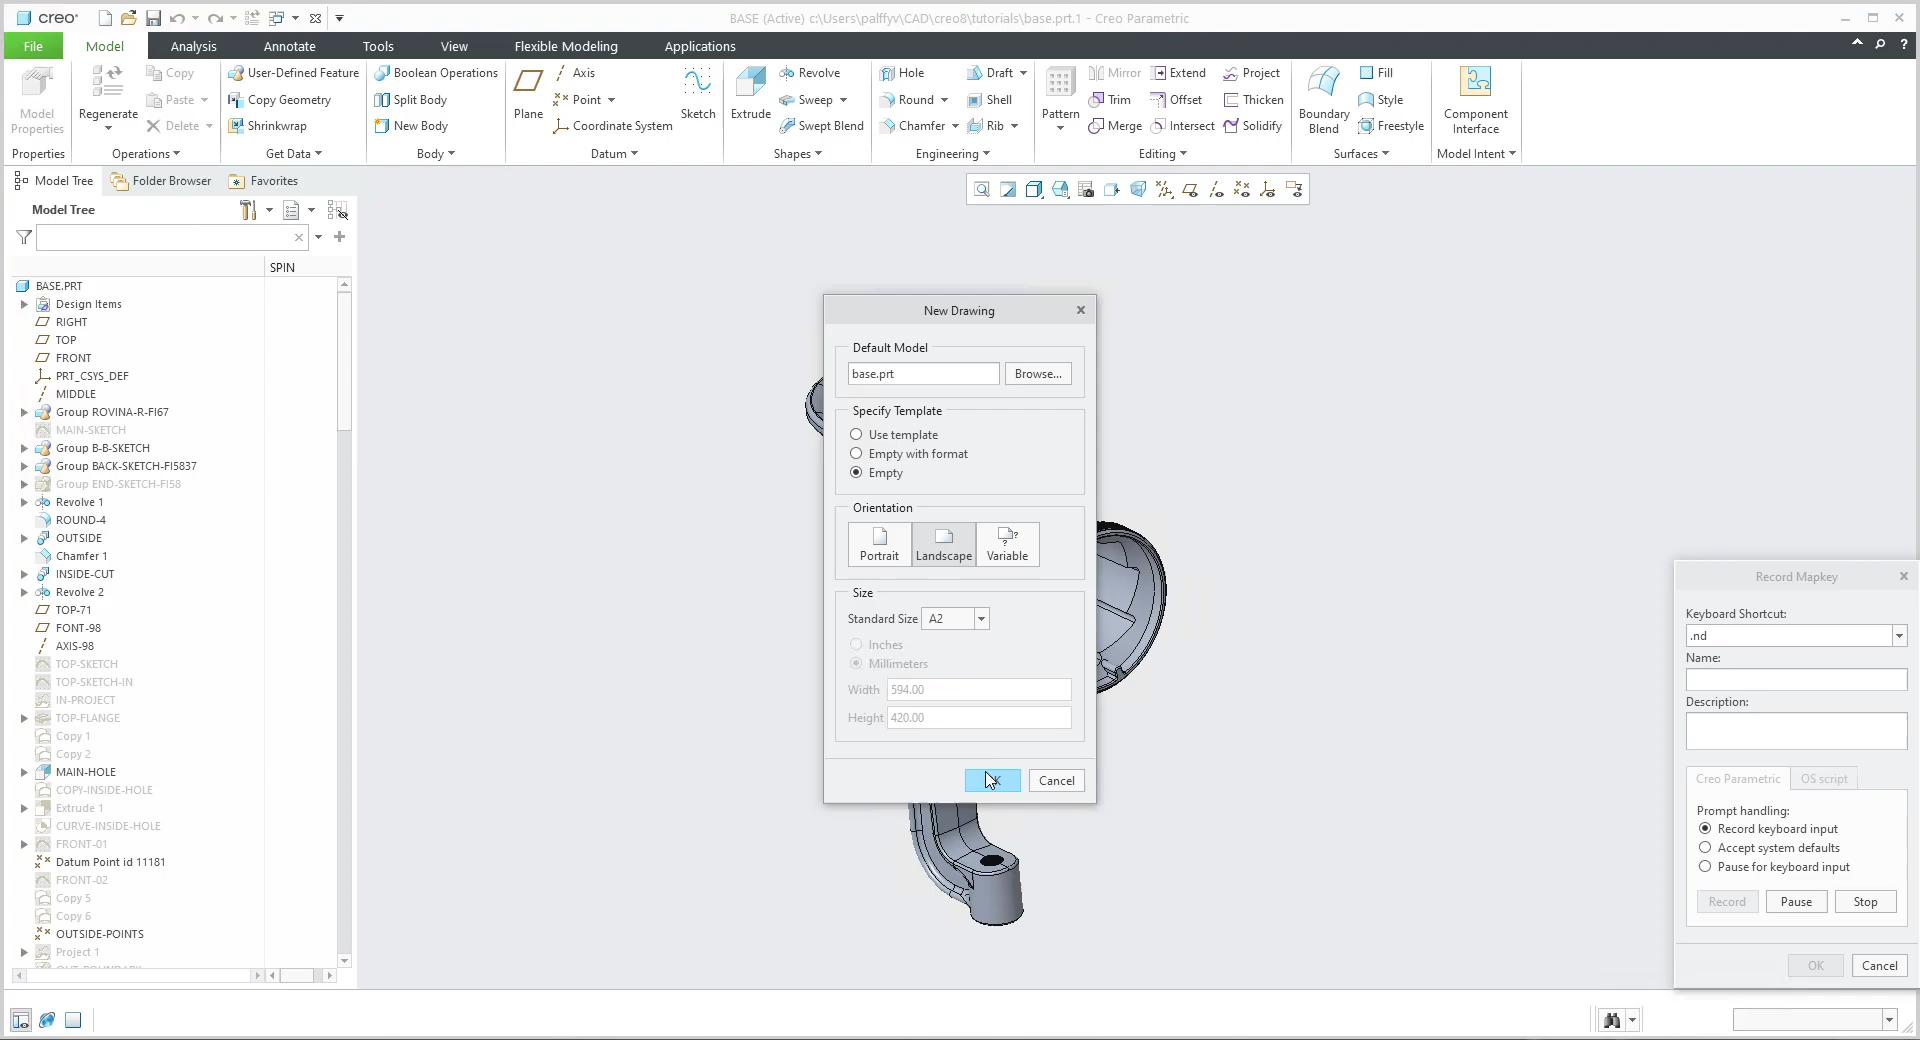 creo
BASE (Active) c:\Users\palffyv\CAD\creo8\tutorials\base.prt.1 - Creo Parametric
File
Model
Analysis
Annotate
Tools
View
Flexible Modeling
Applications
Model Properties
Regenerate
Copy
Paste
Delete
User-Defined Feature
Copy Geometry
Shrinkwrap
Boolean Operations
Split Body
New Body
Plane
Axis
Point
Coordinate System
Sketch
Extrude
Revolve
Sweep
Swept Blend
Hole
Round
Chamfer
Draft
Shell
Rib
Pattern
Mirror
Trim
Merge
Extend
Offset
Intersect
Project
Thicken
Solidify
Boundary Blend
Fill
Style
Freestyle
Component Interface
Properties
Operations
Get Data
Body
Datum
Shapes
Engineering
Editing
Surfaces
Model Intent
Model Tree
Folder Browser
Favorites
Model Tree
SPIN
BASE.PRT
Design Items
RIGHT
TOP
FRONT
PRT_CSYS_DEF
MIDDLE
Group ROVINA-R-FI67
MAIN-SKETCH
Group B-B-SKETCH
Group BACK-SKETCH-FI5837
Group END-SKETCH-FI58
Revolve 1
ROUND-4
OUTSIDE
Chamfer 1
INSIDE-CUT
Revolve 2
TOP-71
FONT-98
AXIS-98
TOP-SKETCH
TOP-SKETCH-IN
IN-PROJECT
TOP-FLANGE
Copy 1
Copy 2
MAIN-HOLE
COPY-INSIDE-HOLE
Extrude 1
CURVE-INSIDE-HOLE
FRONT-01
Datum Point id 11181
FRONT-02
Copy 5
Copy 6
OUTSIDE-POINTS
Project 1
New Drawing
Default Model
base.prt
Browse...
Specify Template
Use template
Empty with format
Empty
Orientation
Portrait
Landscape
Variable
Size
Standard Size A2
Inches
Millimeters
Width 594.00
Height 420.00
Cancel
Record Mapkey
Keyboard Shortcut:
.nd
Name:
Description:
Creo Parametric
OS script
Prompt handling:
Record keyboard input
Accept system defaults
Pause for keyboard input
Record
Pause
Stop
OK
Cancel